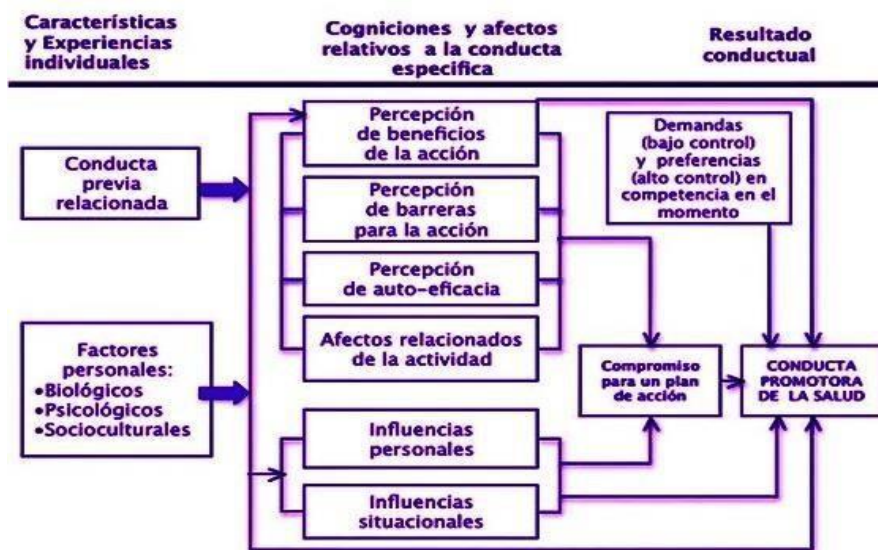 Características
y Experiencias
individuales
Cogniciones y afectos
relativos a la conducta
especifica
Resultado
conductual
Conducta
previa
relacionada
Factores
personales:
•Biológicos
•Psicológicos
•Socioculturales
Percepción
de beneficios
de la acción
Percepción
de barreras
para la acción
Percepción
de auto-eficacia
Afectos relacionados
de la actividad
Influencias
personales
Influencias
situacionales
Demandas
(bajo control)
y preferencias
(alto control) en
competencia en el
momento
Compromiso
para un plan
de acción
CONDUCTA
PROMOTORA
DE LA SALUD